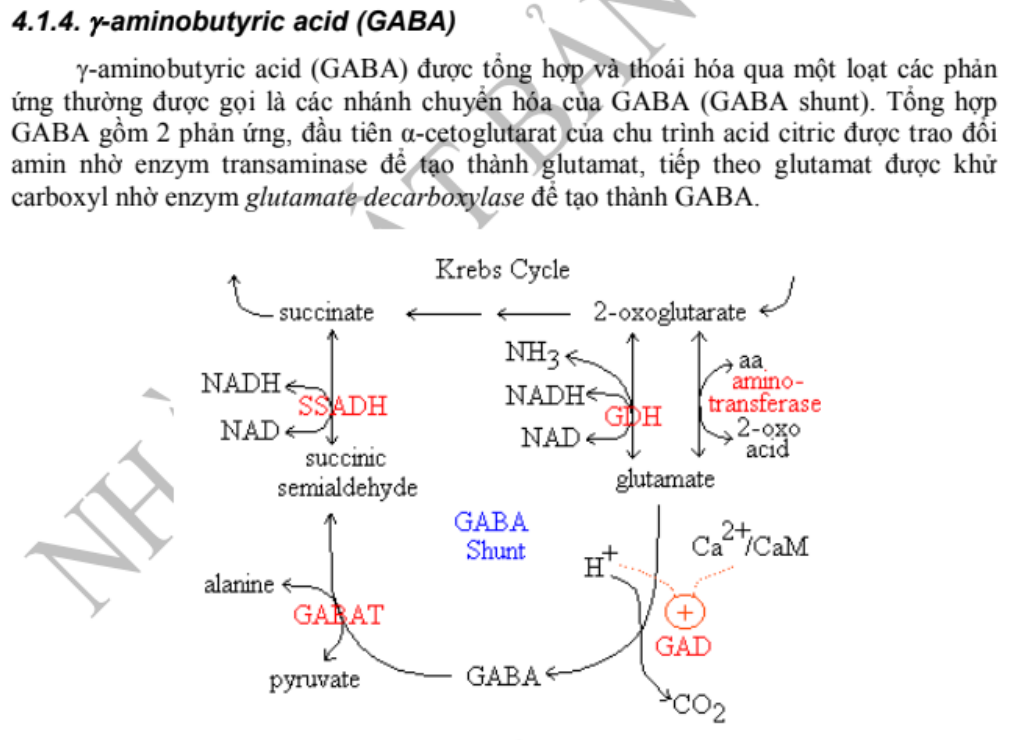 4.1.4. γ-aminobutyric acid (GABA)
γ-aminobutyric acid (GABA) được tổng hợp và thoái hóa qua một loạt các phản
ứng thường được gọi là các nhánh chuyển hóa của GABA (GABA shunt). Tổng hợp
GABA gồm 2 phản ứng, đầu tiên α-cetoglutarat của chu trình acid citric được trao đổi
amin nhờ enzym transaminase để tạo thành glutamat, tiếp theo glutamat được khử
carboxyl nhờ enzym glutamate decarboxylase để tạo thành GABA.
Krebs Cycle
succinate
2-oxoglutarate
NH3
NADH
SSADH
NAD
NADH
GDH
NAD
aa
amino-
transferase
2-oxo
acid
succinic
semialdehyde
glutamate
GABA
Shunt
H+
Ca2+/CaM
+
GAD
alanine
GABAT
pyruvate
GABA
CO2